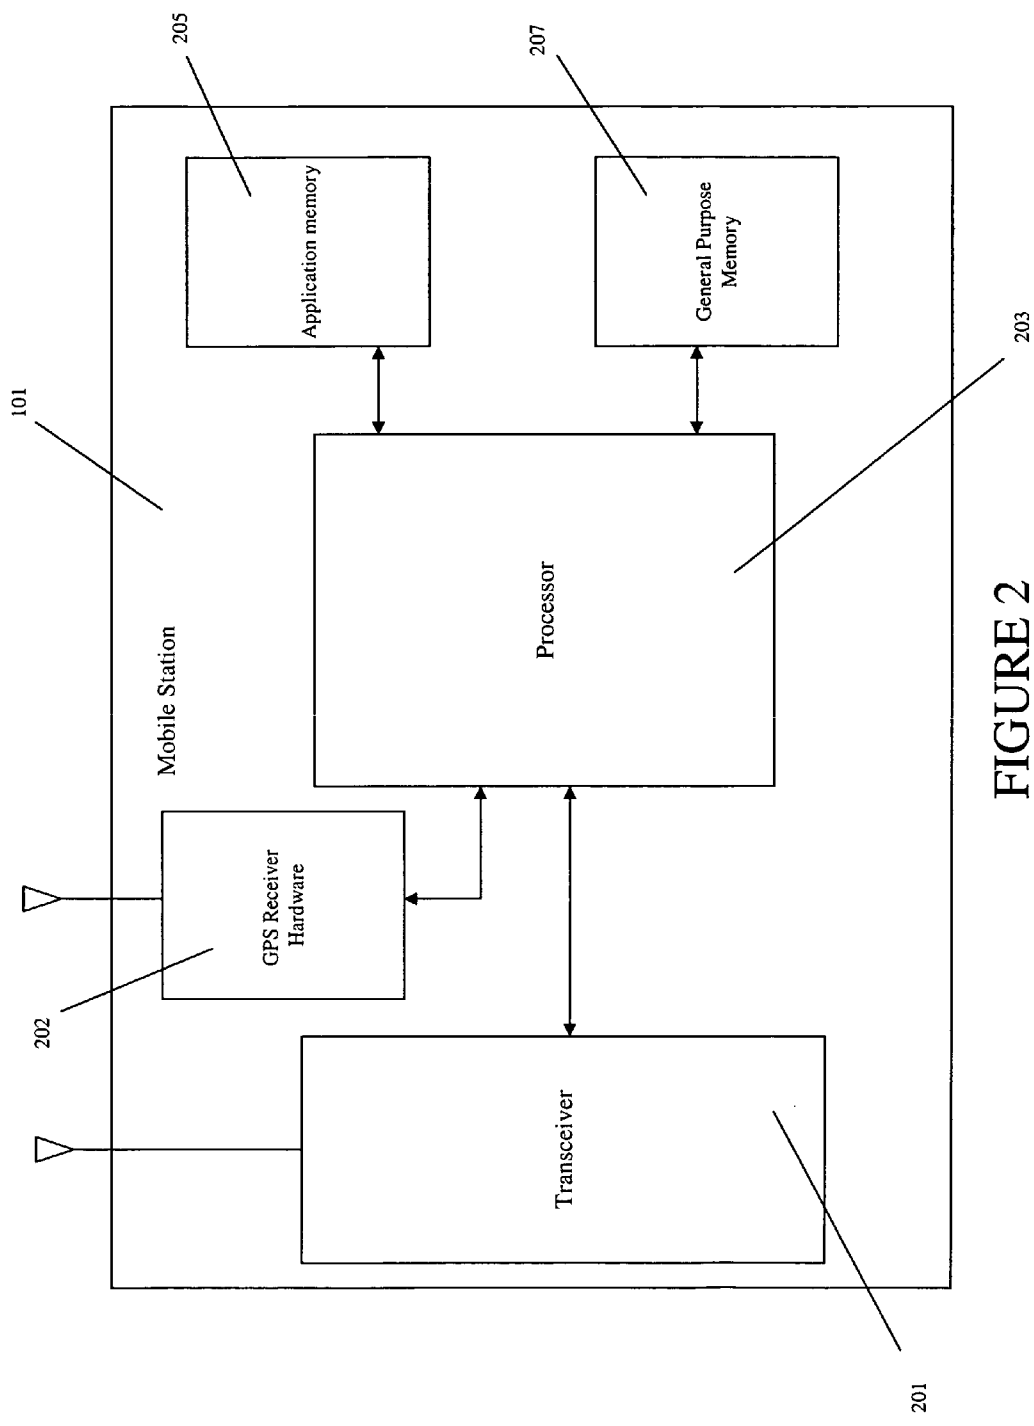 205
207
101
Application memory
General Purpose
Memory
203
Mobile Station
Processor
GPS Receiver
Hardware
202
Transceiver
201
FIGURE 2